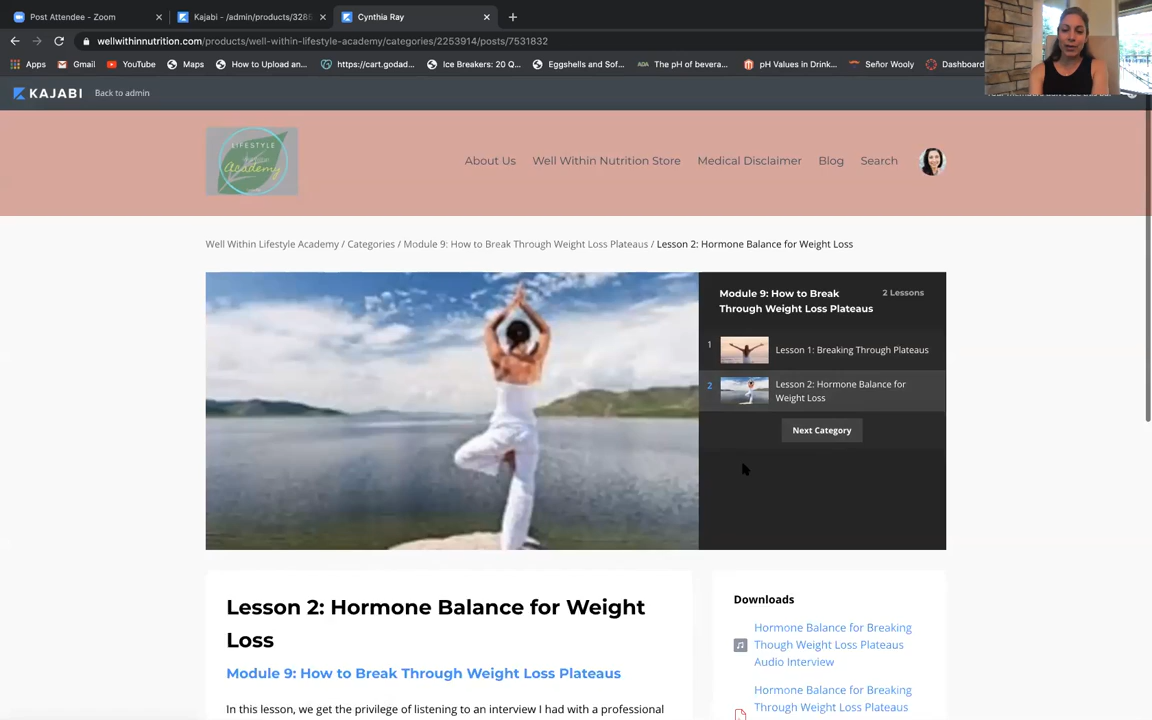 Post Attendee - Zoom
Kajabi - /admin/products/3288
Cynthia Ray
wellwithinnutrition.com/products/well-within-lifestyle-academy/categories/2253914/posts/7531832
Apps
Gmail
YouTube
Maps
How to Upload an...
https://cart.godad...
Ice Breakers: 20 Q...
Eggshells and Sof...
ADA
The pH of bevera...
pH Values in Drink...
Señor Wooly
Dashboard
KAJABI
Back to admin
LIFESTYLE
Academy
About Us
Well Within Nutrition Store
Medical Disclaimer
Blog
Search
Well Within Lifestyle Academy / Categories / Module 9: How to Break Through Weight Loss Plateaus / Lesson 2: Hormone Balance for Weight Loss
Module 9: How to Break
Through Weight Loss Plateaus
2 Lessons
1
Lesson 1: Breaking Through Plateaus
2
Lesson 2: Hormone Balance for
Weight Loss
Next Category
Lesson 2: Hormone Balance for Weight
Loss
Module 9: How to Break Through Weight Loss Plateaus
In this lesson, we get the privilege of listening to an interview I had with a professional
Downloads
Hormone Balance for Breaking
Though Weight Loss Plateaus
Audio Interview
Hormone Balance for Breaking
Though Weight Loss Plateaus